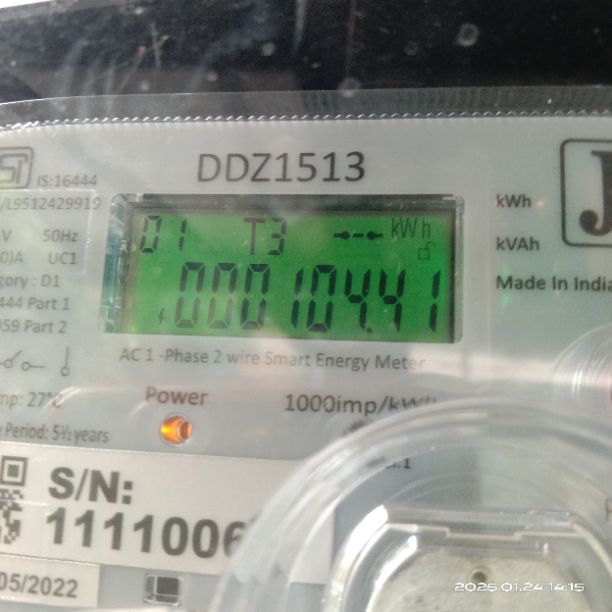 DDZ1513
IS:16444
/L9512429919
kWh
V 50Hz
01 T3 kWh
0)A UC1
kVAh
gory : D1
000104.41
Made In India
444 Part 1
959 Part 2
AC 1 -Phase 2 wire Smart Energy Meter
mp: 27°C
Power
1000imp/kWh
Period: 5½ years
S/N:
1111006
05/2022
2025.01.24 14:15